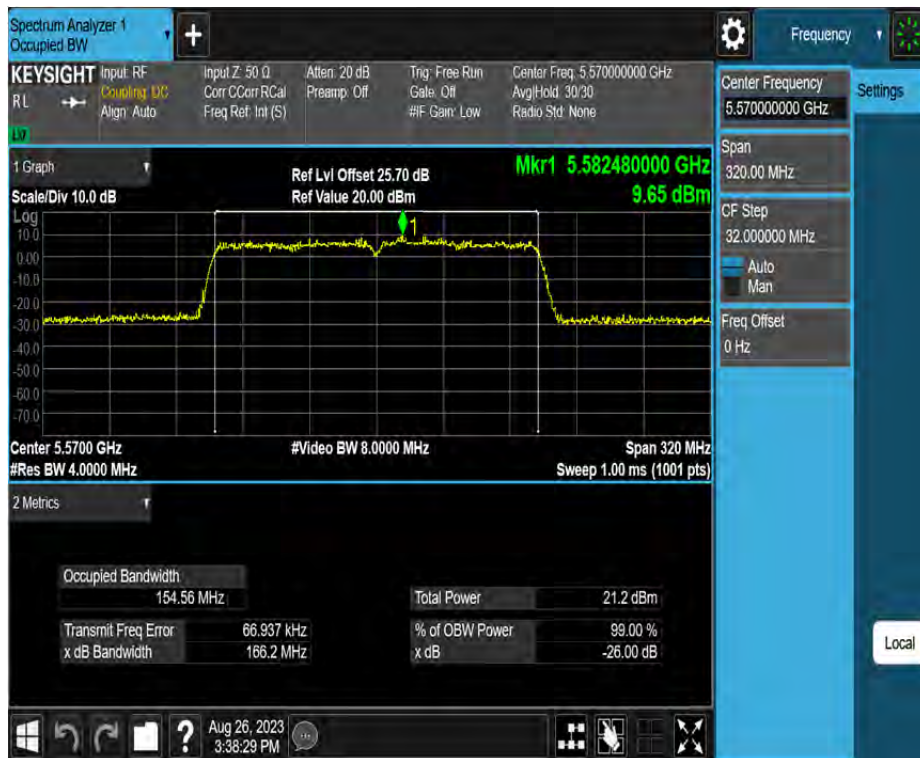 Spectrum Analyzer 1
Occupied BW
Frequency
KEYSIGHT
RL
LXI
Input: RF
Coupling: DC
Align: Auto
Input Z: 50 Ω
Corr CCorr RCal
Freq Ref: Int (S)
Atten: 20 dB
Preamp: Off
Trig: Free Run
Gate: Off
#IF Gain: Low
Center Freq: 5.570000000 GHz
Avg|Hold: 30/30
Radio Std: None
Center Frequency
5.570000000 GHz
Settings
Span
320.00 MHz
CF Step
32.000000 MHz
Auto
Man
Freq Offset
0 Hz
Local
1 Graph
Scale/Div 10.0 dB
Ref Lvl Offset 25.70 dB
Ref Value 20.00 dBm
Mkr1 5.582480000 GHz
9.65 dBm
Log
10.0
0.00
-10.0
-20.0
-30.0
-40.0
-50.0
-60.0
-70.0
1
Center 5.5700 GHz
#Video BW 8.0000 MHz
Span 320 MHz
#Res BW 4.0000 MHz
Sweep 1.00 ms (1001 pts)
2 Metrics
Occupied Bandwidth
154.56 MHz
Total Power 21.2 dBm
Transmit Freq Error 66.937 kHz
% of OBW Power 99.00 %
x dB Bandwidth 166.2 MHz
x dB -26.00 dB
Aug 26, 2023
3:38:29 PM